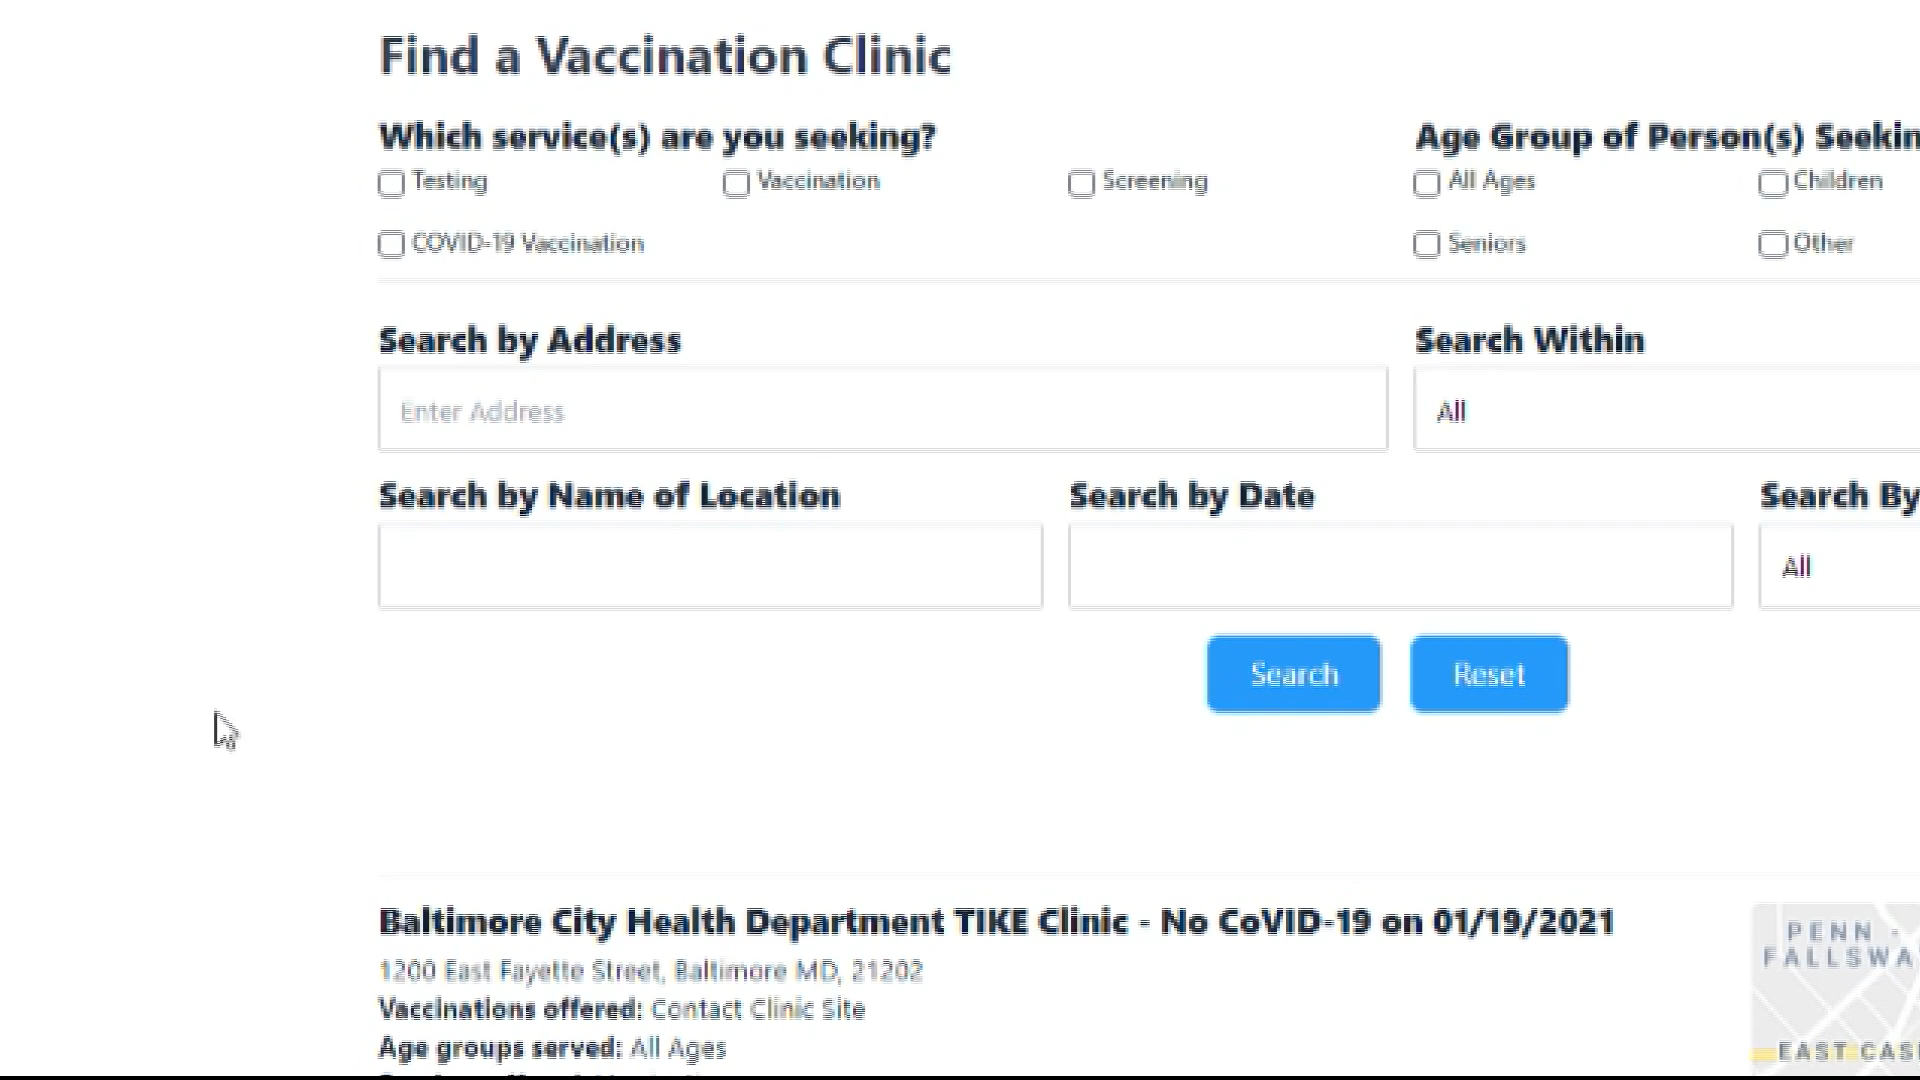 Find a Vaccination Clinic
Which service(s) are you seeking?
Age Group of Person(s)
Testing
Vaccination
Screening
All Ages
Children
COVID-19 Vaccination
Seniors
Other
Search by Address
Search Within
Enter Address
All
Search by Name of Location
Search by Date
Search By
All
Search
Reset
Baltimore City Health Department TIKE Clinic - No CoVID-19 on 01/19/2021
1200 East Fayette Street, Baltimore MD, 21202
Vaccinations offered: Contact Clinic Site
Age groups served: All Ages
PENN -
EAST